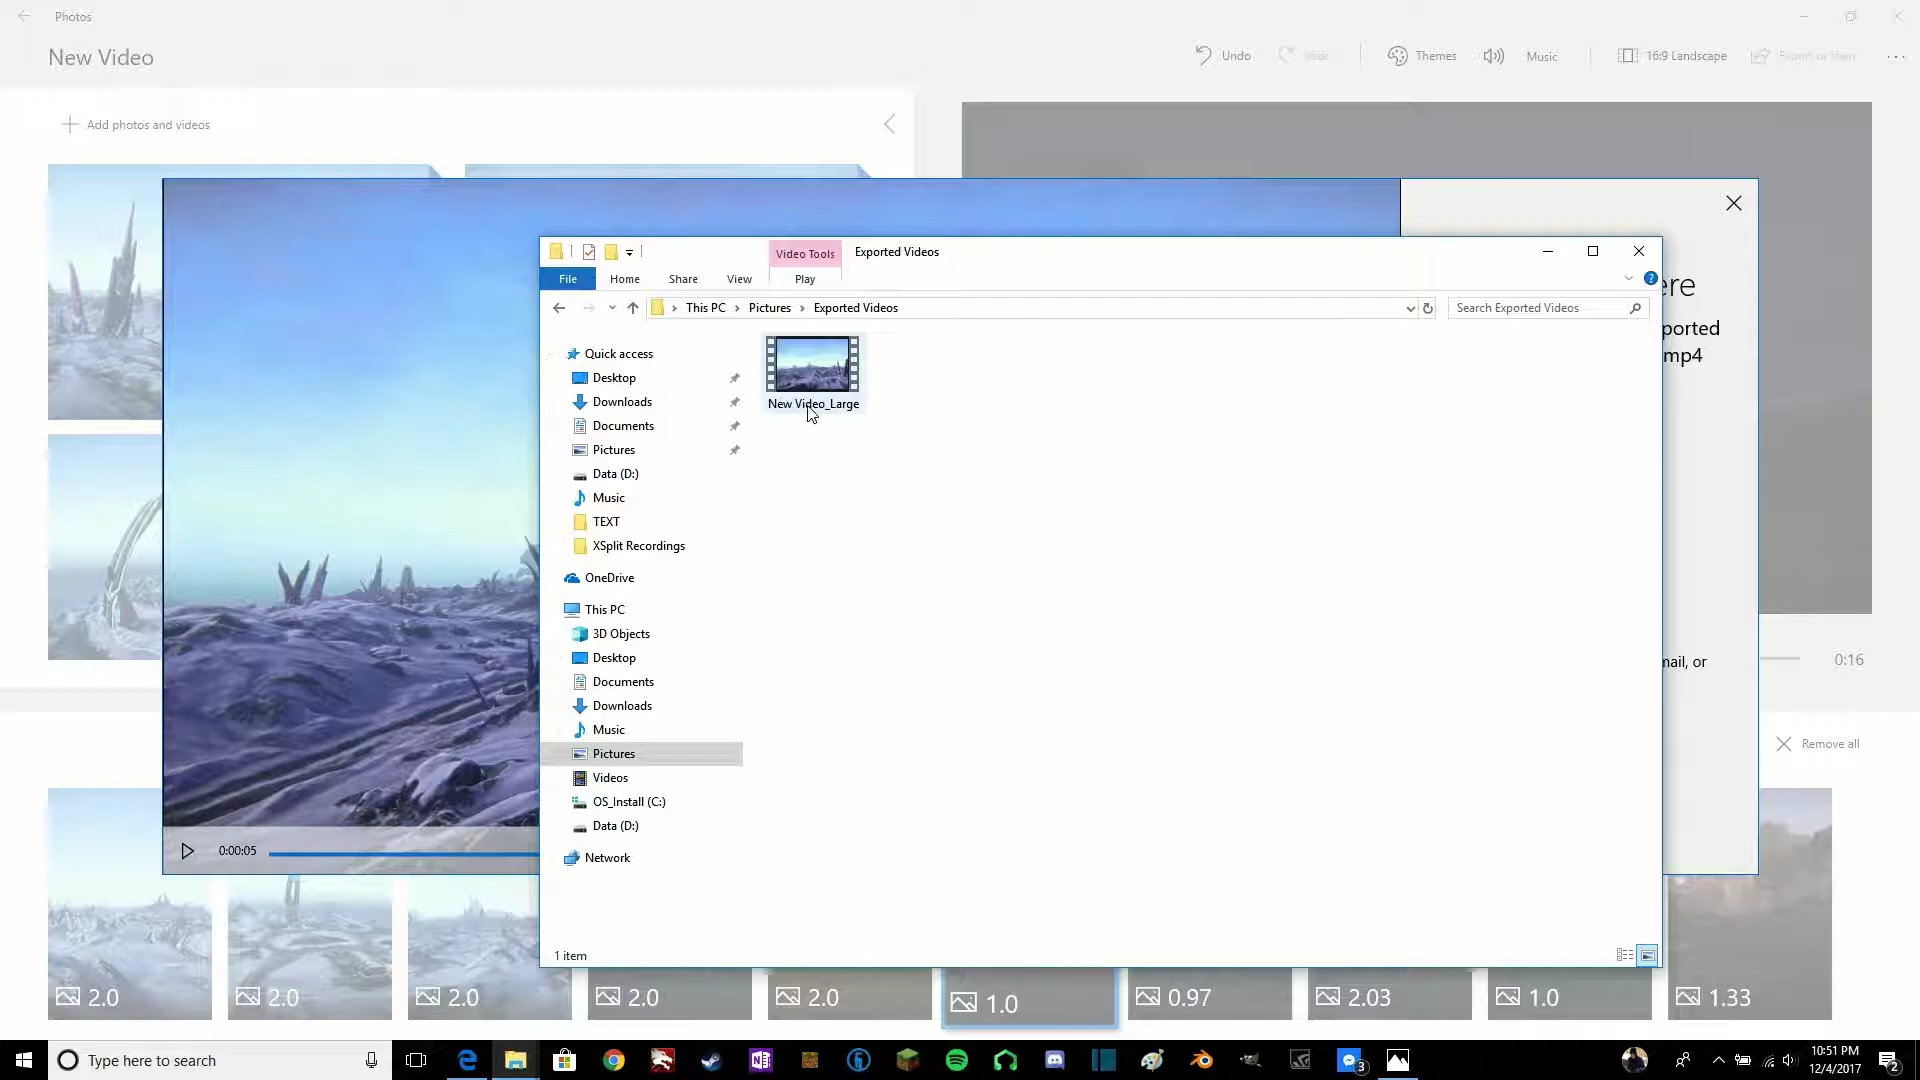 Photos
New Video
Undo
Themes
Music
16:9 Landscape
Add photos and videos
Video Tools
Exported Videos
File
Home
Share
View
Play
This PC
Pictures
Exported Videos
Search Exported Videos
ere
ported
mp4
nail, or
Quick access
Desktop
Downloads
Documents
Pictures
Data (D:)
Music
TEXT
XSplit Recordings
OneDrive
This PC
3D Objects
Desktop
Documents
Downloads
Music
Pictures
Videos
OS_Install (C:)
Data (D:)
Network
New Video_Large
1 item
0:00:05
0:16
Remove all
2.0
2.0
2.0
2.0
2.0
1.0
0.97
2.03
1.0
1.33
Type here to search
3
10:51 PM
12/4/2017
2